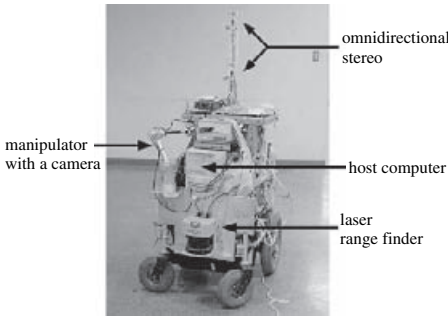 omnidirectional
stereo
manipulator
with a camera
host computer
laser
range finder